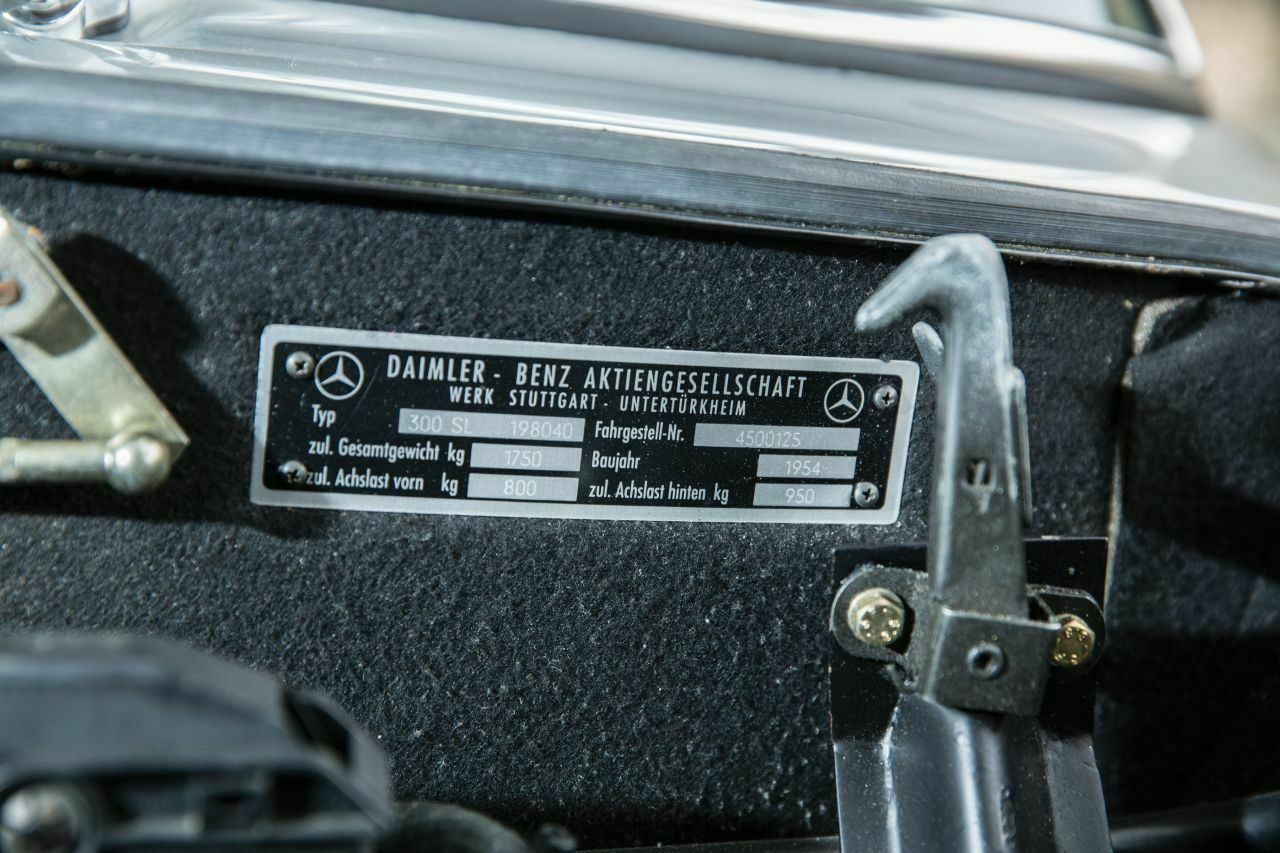 DAIMLER - BENZ AKTIENGESELLSCHAFT
WERK STUTTGART - UNTERTÜRKHEIM
Typ 300 SL 198040 Fahrgestell-Nr. 4500125
zul. Gesamtgewicht kg 1750 Baujahr 1954
zul. Achslast vorn kg 800 zul. Achslast hinten kg 950